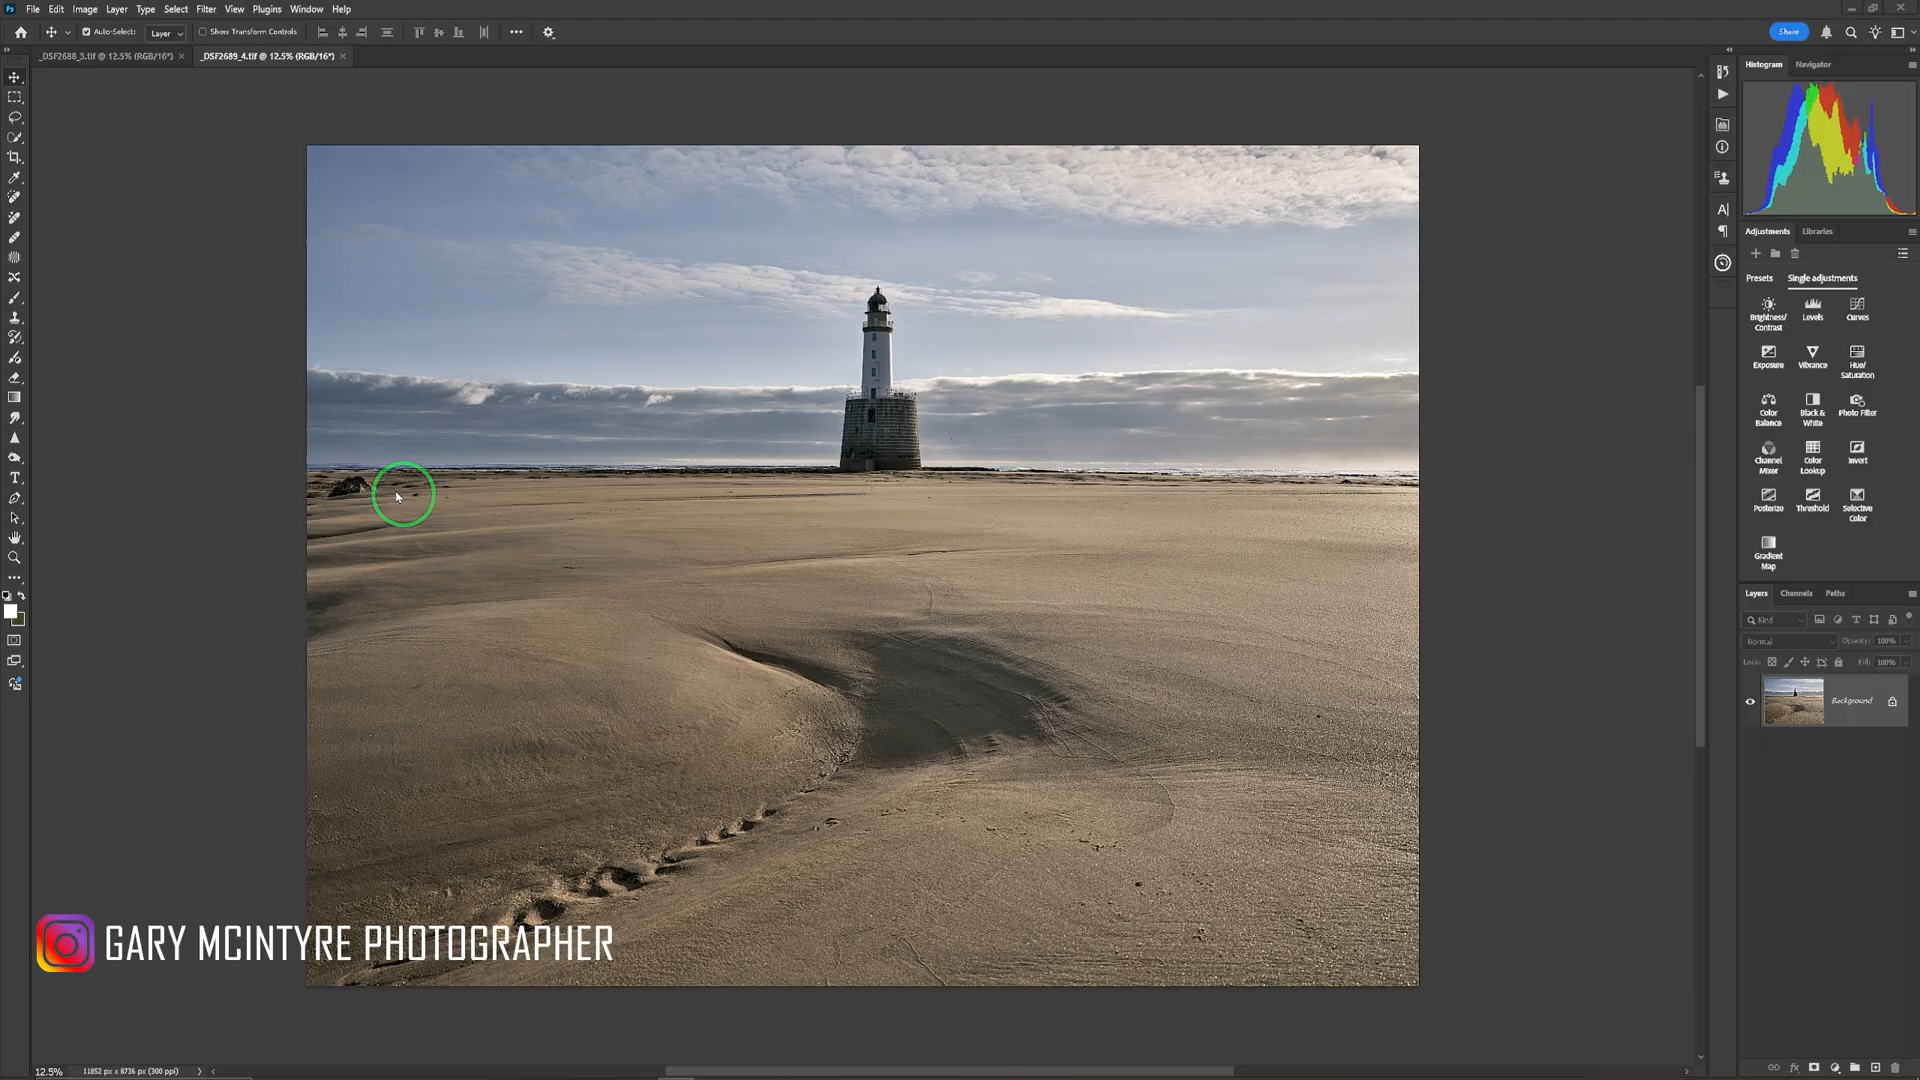 File Edit Image Layer Type Select Filter View Plugins Window Help
Auto-Select: Layer Show Transform Controls Share
_DSF2688_3.tif @ 12.5% (RGB/16*) _DSF2689_4.tif @ 12.5% (RGB/16*)
Histogram Navigator
Adjustments Libraries
Presets Single adjustments
Brightness/ Contrast Levels Curves
Exposure Vibrance Hue/ Saturation
Color Balance Black & White Photo Filter
Channel Mixer Color Lookup Invert
Posterize Threshold Selective Color
Gradient Map
Layers Channels Paths
Kind
Normal Opacity: 100%
Lock: Fill: 100%
Background
GARY MCINTYRE PHOTOGRAPHER
12.5% 11852 px x 8736 px (300 ppi)